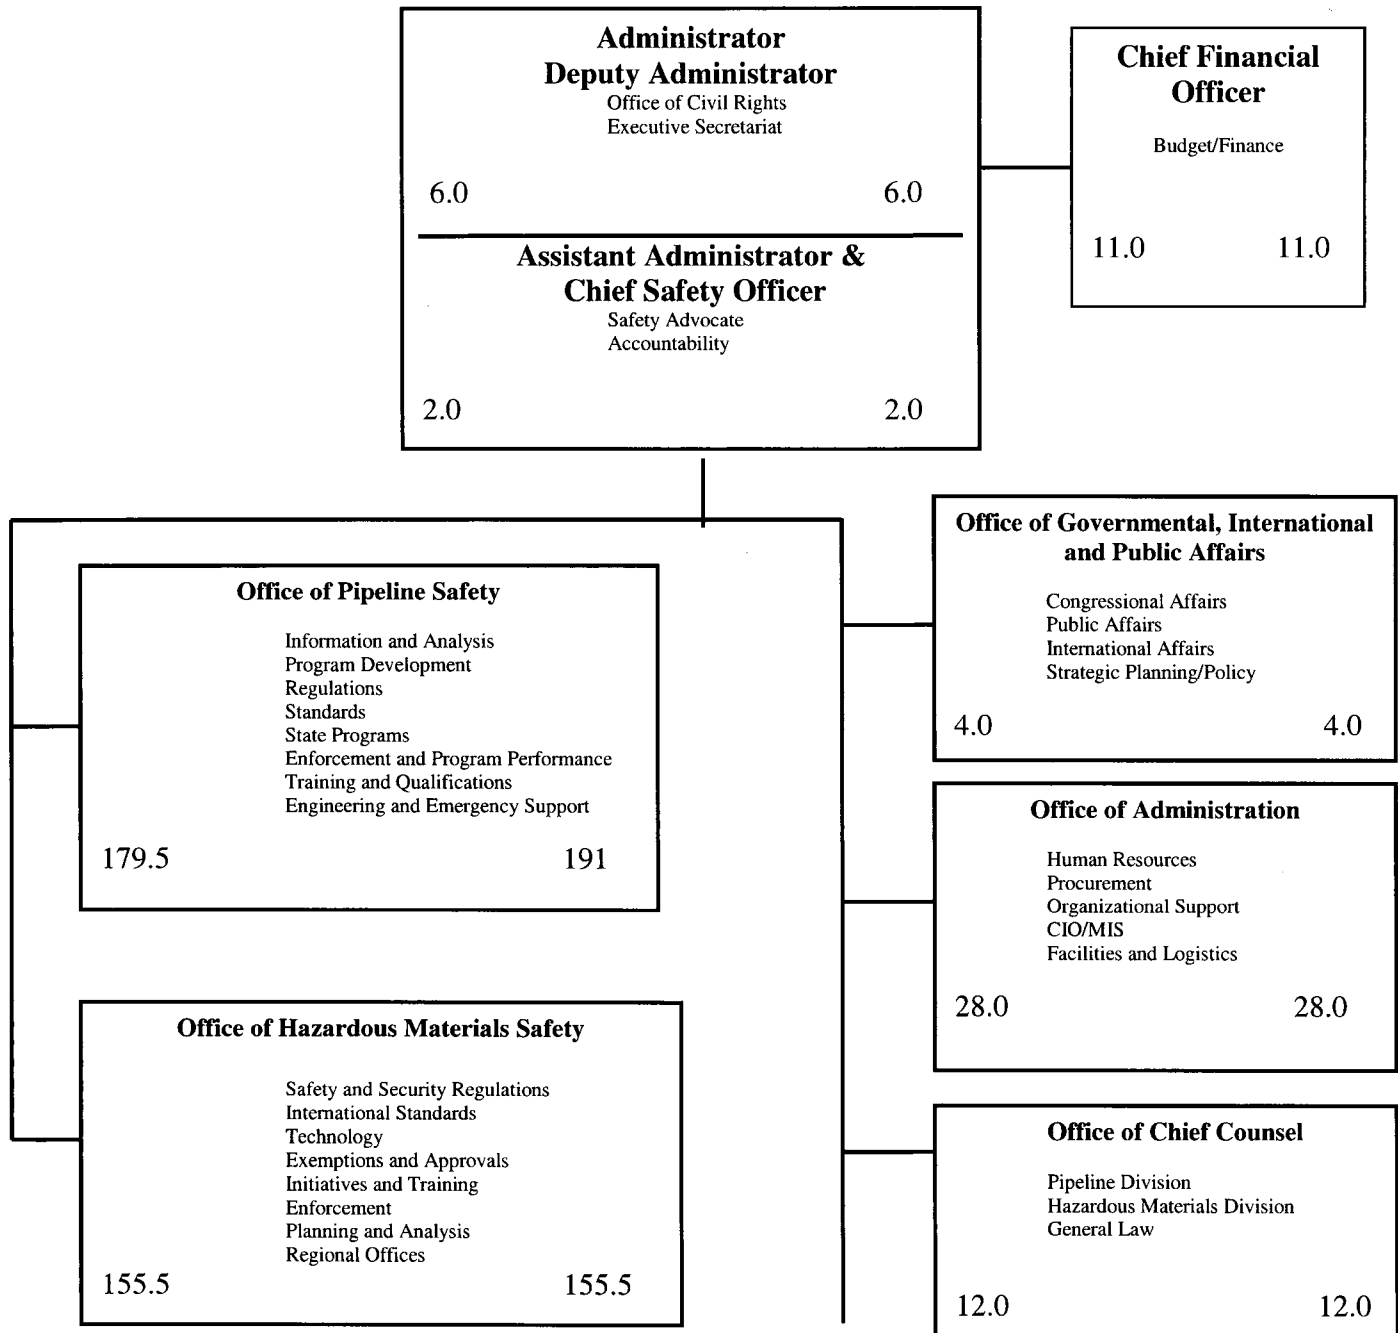 Administrator
Deputy Administrator
Office of Civil Rights
Executive Secretariat
6.0 6.0
Assistant Administrator &
Chief Safety Officer
Safety Advocate
Accountability
2.0 2.0
Chief Financial
Officer
Budget/Finance
11.0 11.0
Office of Pipeline Safety
Information and Analysis
Program Development
Regulations
Standards
State Programs
Enforcement and Program Performance
Training and Qualifications
Engineering and Emergency Support
179.5 191
Office of Hazardous Materials Safety
Safety and Security Regulations
International Standards
Technology
Exemptions and Approvals
Initiatives and Training
Enforcement
Planning and Analysis
Regional Offices
155.5 155.5
Office of Governmental, International
and Public Affairs
Congressional Affairs
Public Affairs
International Affairs
Strategic Planning/Policy
4.0 4.0
Office of Administration
Human Resources
Procurement
Organizational Support
CIO/MIS
Facilities and Logistics
28.0 28.0
Office of Chief Counsel
Pipeline Division
Hazardous Materials Division
General Law
12.0 12.0